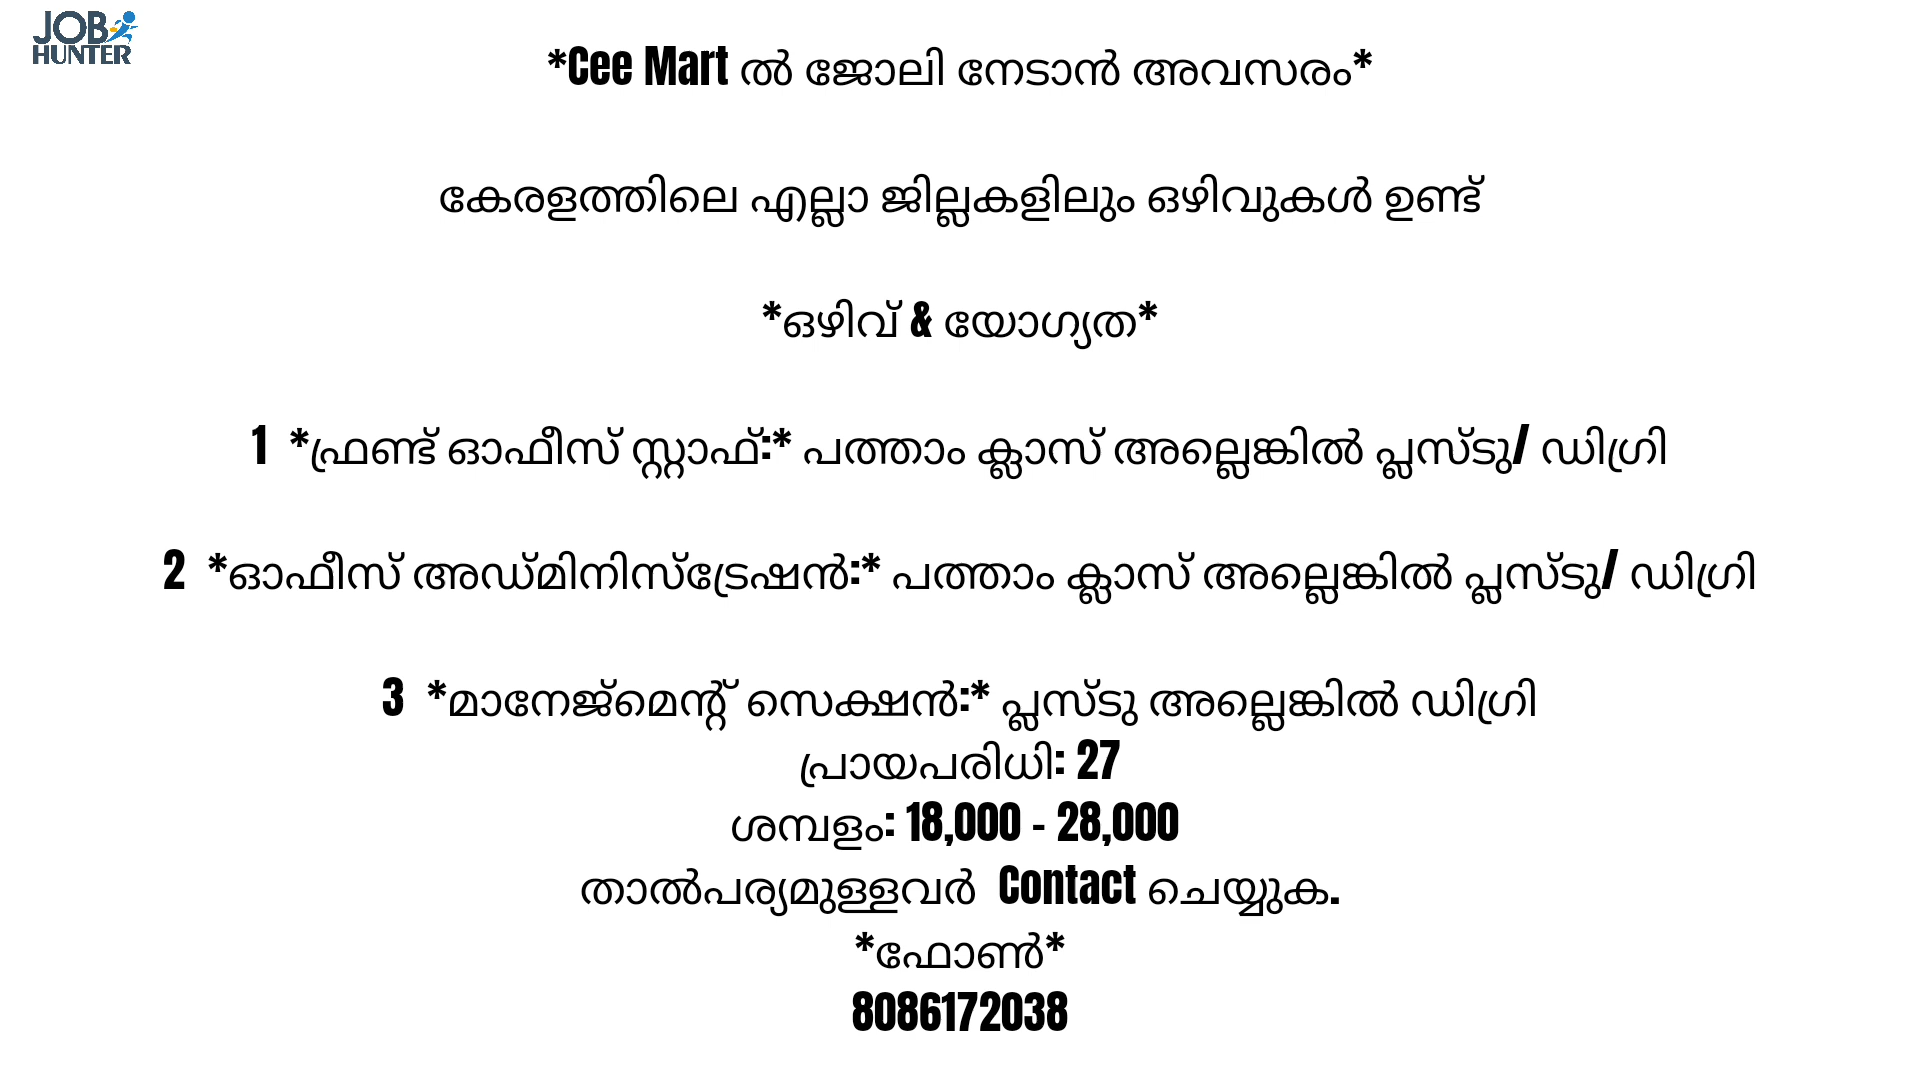 JOB
HUNTER
*Cee Mart ൽ ജോലി നേടാൻ അവസരം*
കേരളത്തിലെ എല്ലാ ജില്ലകളിലും ഒഴിവുകൾ ഉണ്ട്
*ഒഴിവ് & യോഗ്യത*
1 *ഫ്രണ്ട് ഓഫീസ് സ്റ്റാഫ്:* പത്താം ക്ലാസ് അല്ലെങ്കിൽ പ്ലസ്ടു/ ഡിഗ്രി
2 *ഓഫീസ് അഡ്മിനിസ്ട്രേഷൻ:* പത്താം ക്ലാസ് അല്ലെങ്കിൽ പ്ലസ്ടു/ ഡിഗ്രി
3 *മാനേജ്മെന്റ് സെക്ഷൻ:* പ്ലസ്ടു അല്ലെങ്കിൽ ഡിഗ്രി
പ്രായപരിധി: 27
ശമ്പളം: 18,000 - 28,000
താൽപര്യമുള്ളവർ Contact ചെയ്യുക.
*ഫോൺ*
8086172038